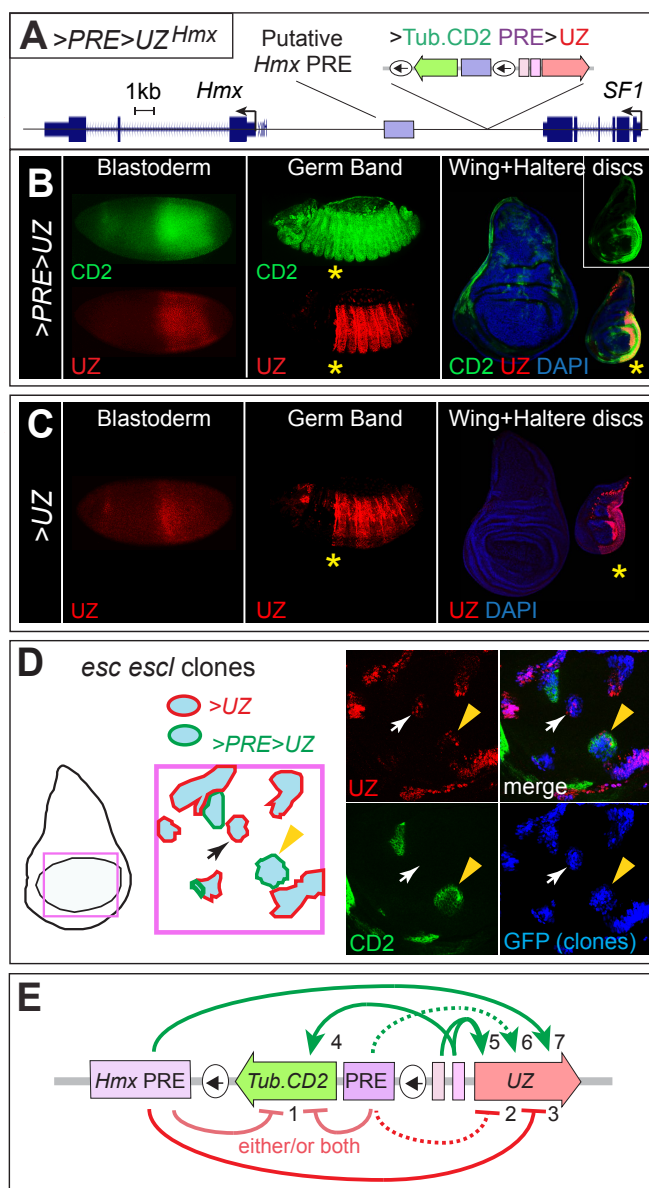 A >PRE>UZ^Hmx
Putative
Hmx PRE
>Tub.CD2 PRE>UZ
1kb
Hmx
SF1
B
>PRE>UZ
Blastoderm
Germ Band
Wing+Haltere discs
CD2
CD2
*
UZ
UZ
*
CD2 UZ DAPI
*
C
>UZ
Blastoderm
Germ Band
Wing+Haltere discs
*
*
UZ
UZ
UZ DAPI
D
esc escl clones
>UZ
>PRE>UZ
UZ
merge
CD2
GFP (clones)
E
4
5
6
7
Hmx PRE
Tub.CD2
PRE
UZ
1
2
3
either/or both